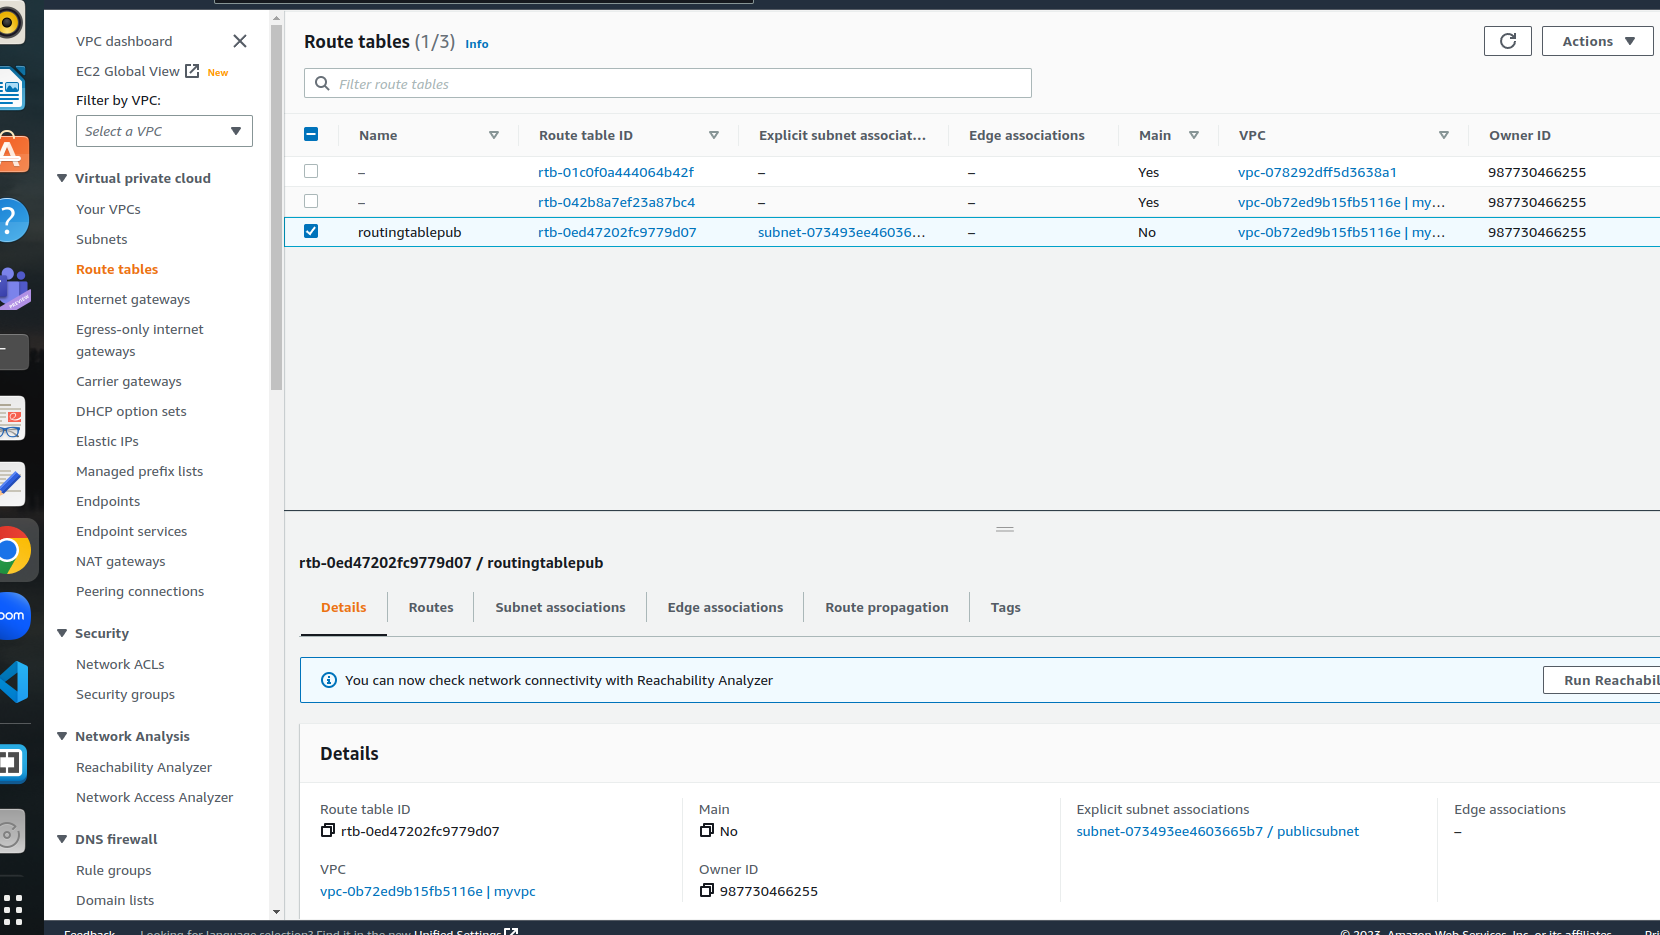 VPC dashboard
EC2 Global View New
Filter by VPC:
Select a VPC
Virtual private cloud
Your VPCs
Subnets
Route tables
Internet gateways
Egress-only internet
gateways
Carrier gateways
DHCP option sets
Elastic IPs
Managed prefix lists
Endpoints
Endpoint services
NAT gateways
Peering connections
Security
Network ACLs
Security groups
Network Analysis
Reachability Analyzer
Network Access Analyzer
DNS firewall
Rule groups
Domain lists
Route tables (1/3) Info
Actions
Filter route tables
Name Route table ID Explicit subnet associat... Edge associations Main VPC Owner ID
– rtb-01c0f0a444064b42f – – Yes vpc-078292dff5d3638a1 987730466255
– rtb-042b8a7ef23a87bc4 – – Yes vpc-0b72ed9b15fb5116e | my... 987730466255
routingtablepub rtb-0ed47202fc9779d07 subnet-073493ee46036... – No vpc-0b72ed9b15fb5116e | my... 987730466255
rtb-0ed47202fc9779d07 / routingtablepub
Details Routes Subnet associations Edge associations Route propagation Tags
You can now check network connectivity with Reachability Analyzer
Run Reachabil
Details
Route table ID
rtb-0ed47202fc9779d07
Main
No
Explicit subnet associations
subnet-073493ee4603665b7 / publicsubnet
Edge associations
–
VPC
vpc-0b72ed9b15fb5116e | myvpc
Owner ID
987730466255
Feedback Looking for language selection? Find it in the new Unified Settings
© 2023, Amazon Web Services, Inc. or its affiliates. Pri